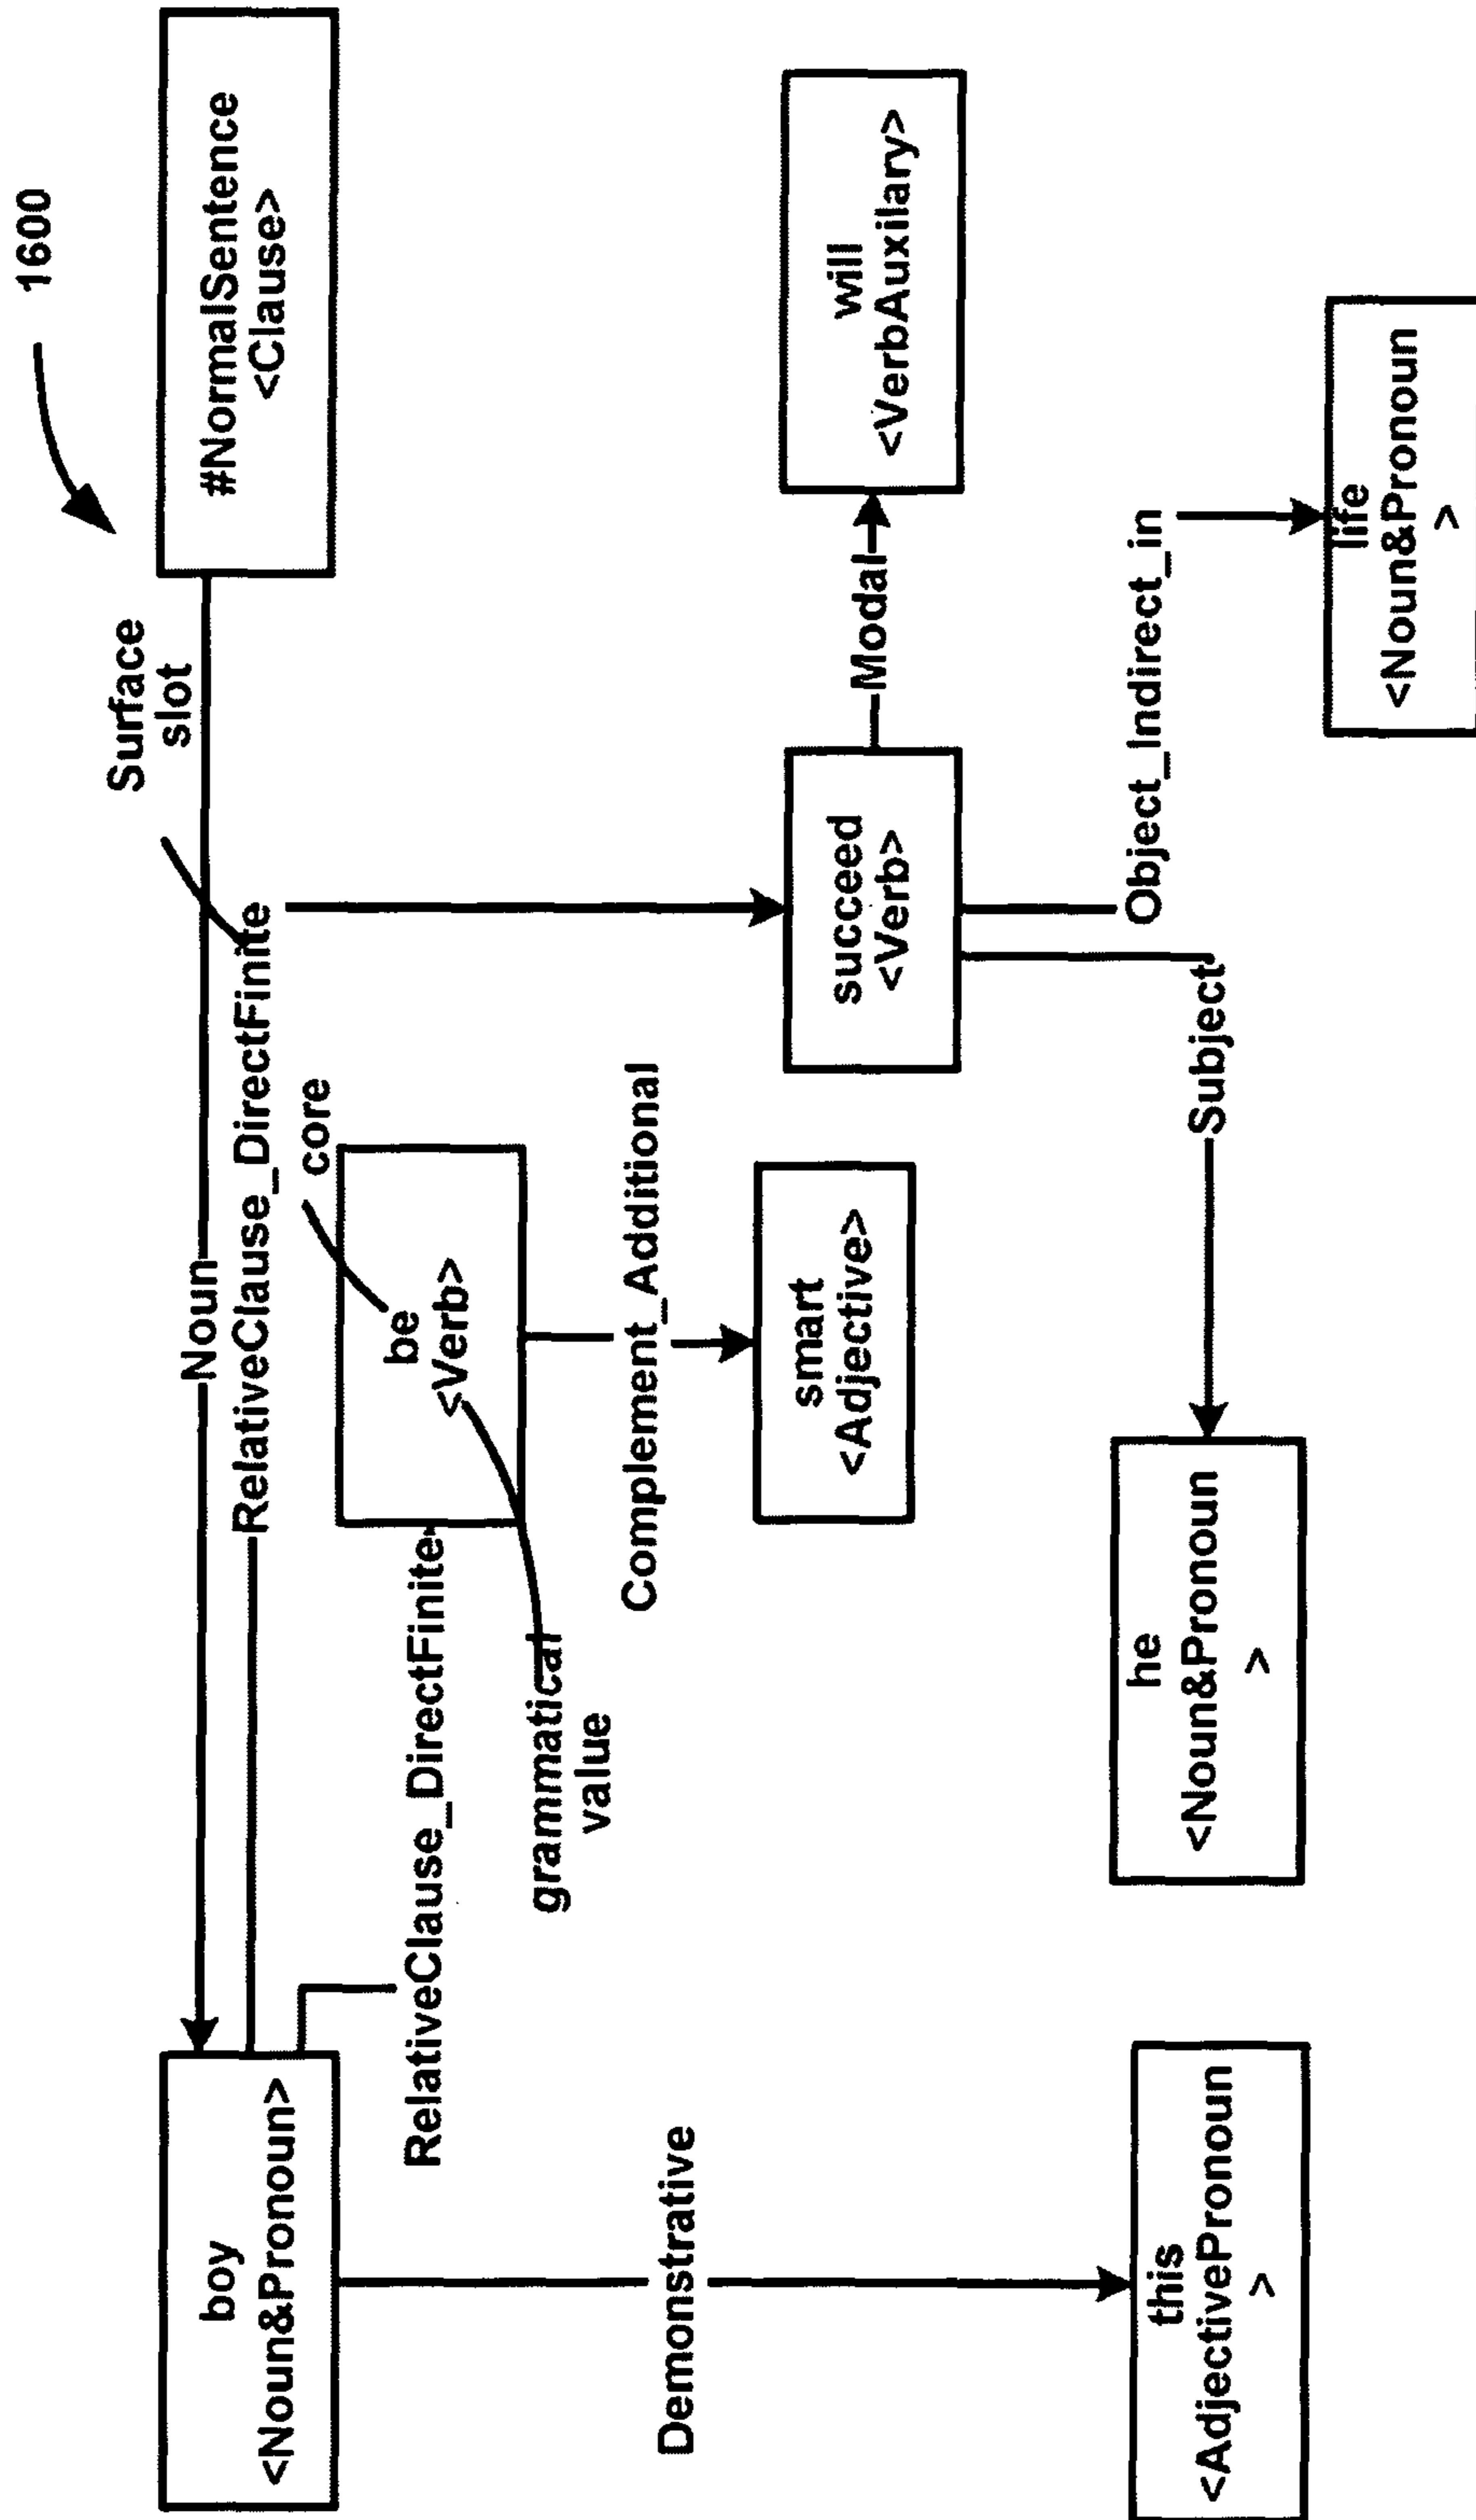 1600
#NormalSentence
<Clause>
Surface
slot
Noun
RelativeClause_DirectFinite
boy
<Noun&Pronoun>
core
be
<Verb>
RelativeClause_DirectFinite
grammatical
value
Complement_Additional
smart
<Adjective>
Demonstrative
this
<AdjectivePronoun
>
succeed
<Verb>
Modal
will
<VerbAuxilary>
Subject
he
<Noun&Pronoun
>
Object_Indirect_in
life
<Noun&Pronoun
>